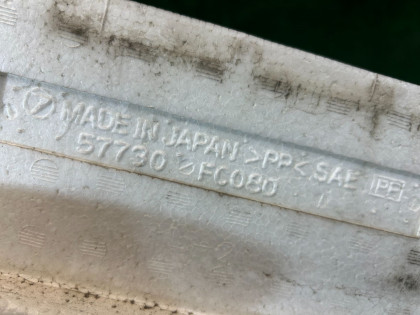 MADE IN JAPAN >PP< SAE
57730 FC080